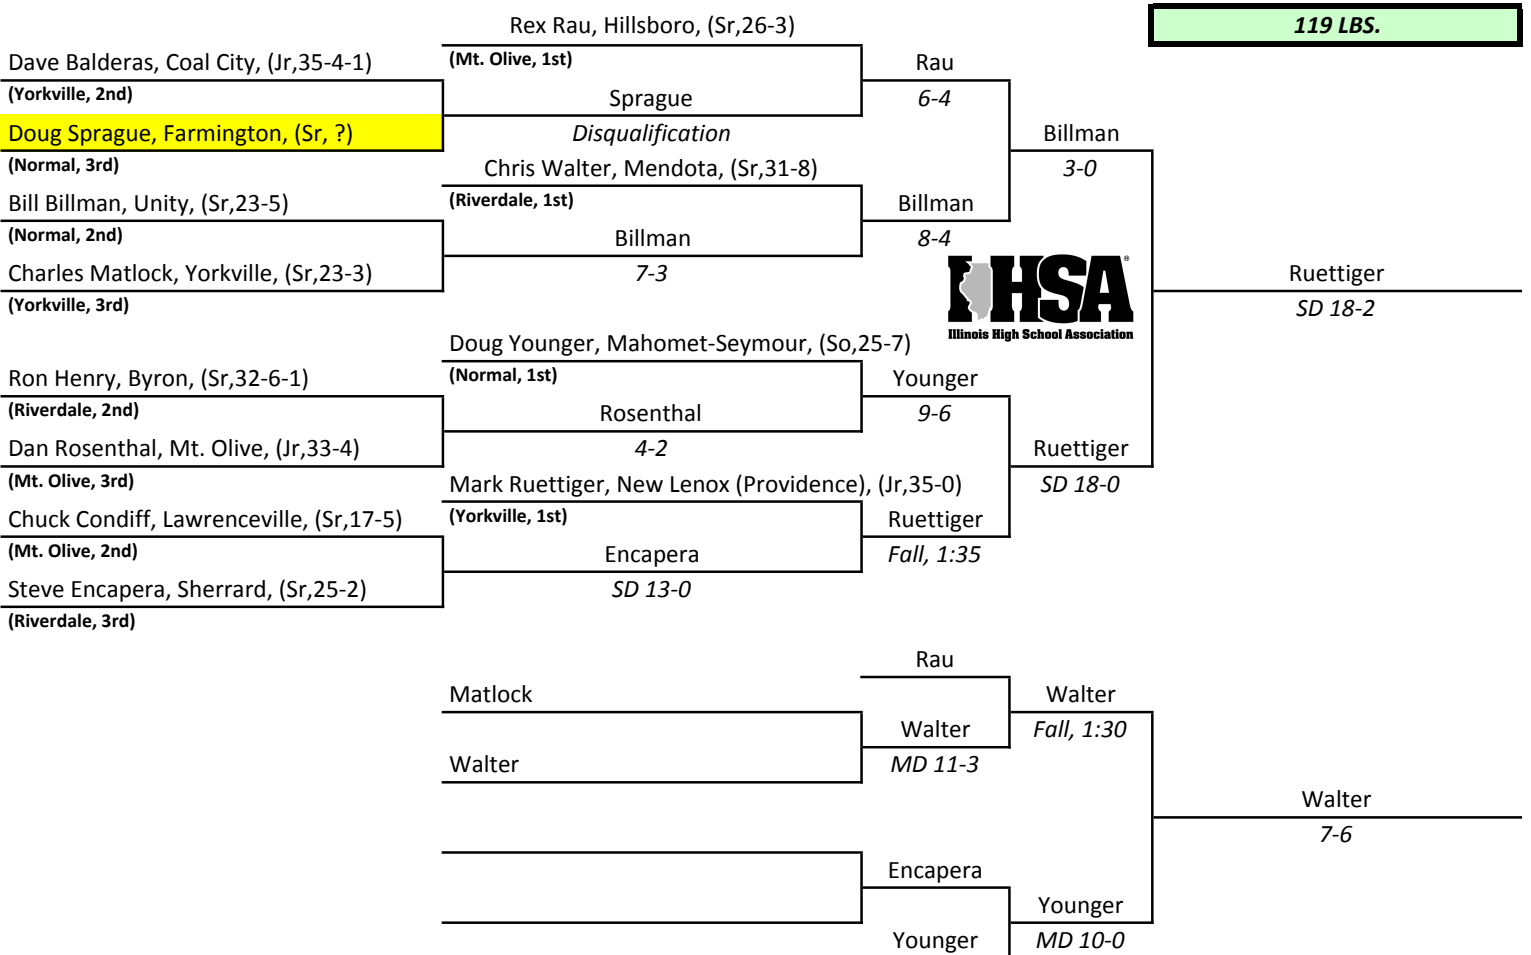 Rex Rau, Hillsboro, (Sr,26-3)
119 LBS.
Dave Balderas, Coal City, (Jr,35-4-1)
(Mt. Olive, 1st)
Rau
(Yorkville, 2nd)
Sprague
6-4
Doug Sprague, Farmington, (Sr, ?)
Disqualification
Billman
(Normal, 3rd)
Chris Walter, Mendota, (Sr,31-8)
3-0
Bill Billman, Unity, (Sr,23-5)
(Riverdale, 1st)
Billman
(Normal, 2nd)
Billman
8-4
Charles Matlock, Yorkville, (Sr,23-3)
7-3
IHSA®
Illinois High School Association
Ruettiger
(Yorkville, 3rd)
SD 18-2
Doug Younger, Mahomet-Seymour, (So,25-7)
Ron Henry, Byron, (Sr,32-6-1)
(Normal, 1st)
Younger
(Riverdale, 2nd)
Rosenthal
9-6
Dan Rosenthal, Mt. Olive, (Jr,33-4)
4-2
Ruettiger
(Mt. Olive, 3rd)
Mark Ruettiger, New Lenox (Providence), (Jr,35-0)
SD 18-0
Chuck Condiff, Lawrenceville, (Sr,17-5)
(Yorkville, 1st)
Ruettiger
(Mt. Olive, 2nd)
Encapera
Fall, 1:35
Steve Encapera, Sherrard, (Sr,25-2)
SD 13-0
(Riverdale, 3rd)
Rau
Matlock
Walter
Walter
Fall, 1:30
Walter
MD 11-3
Walter
7-6
Encapera
Younger
Younger
MD 10-0